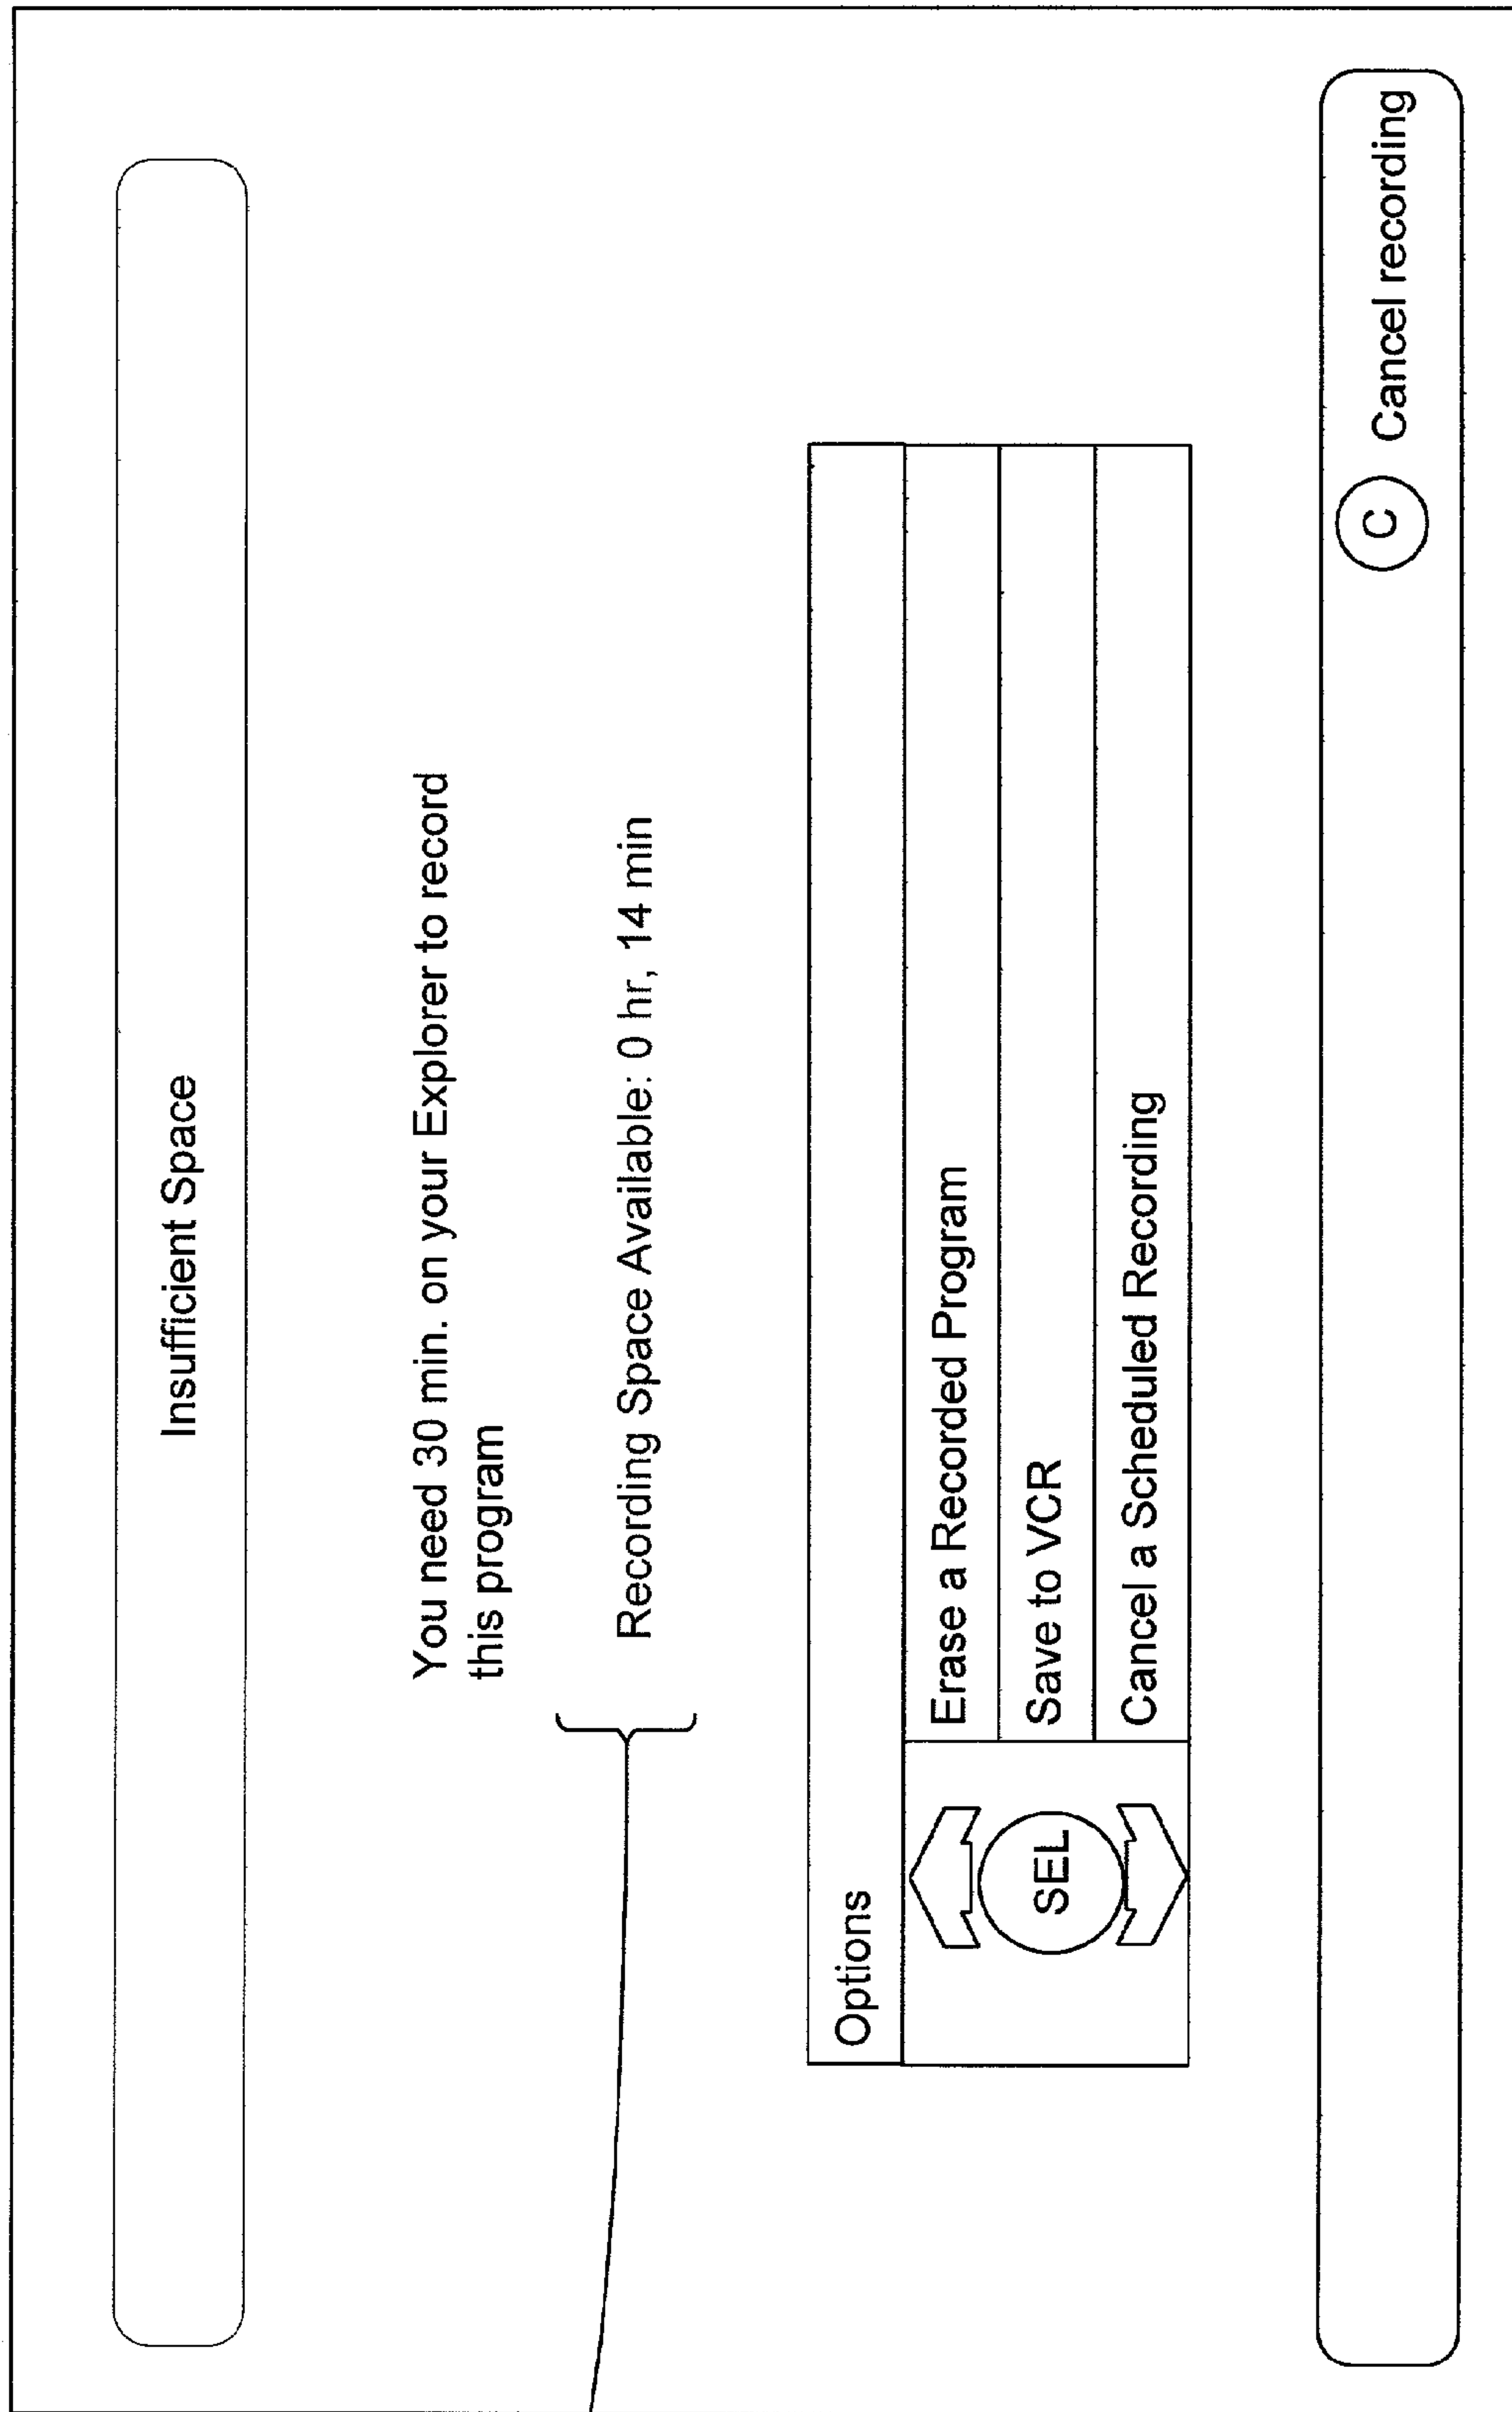 Insufficient Space
You need 30 min. on your Explorer to record
this program
Recording Space Available: 0 hr, 14 min
Options
SEL
Erase a Recorded Program
Save to VCR
Cancel a Scheduled Recording
C Cancel recording